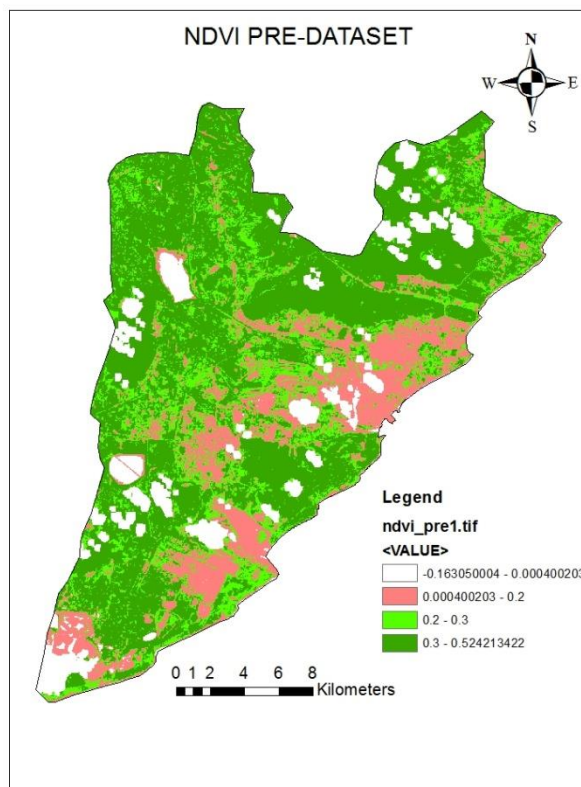 NDVI PRE-DATASET
N
W E
S
Legend
ndvi_pre1.tif
<VALUE>
-0.163050004 - 0.000400203
0.000400203 - 0.2
0.2 - 0.3
0.3 - 0.524213422
0 1 2 4 6 8
Kilometers